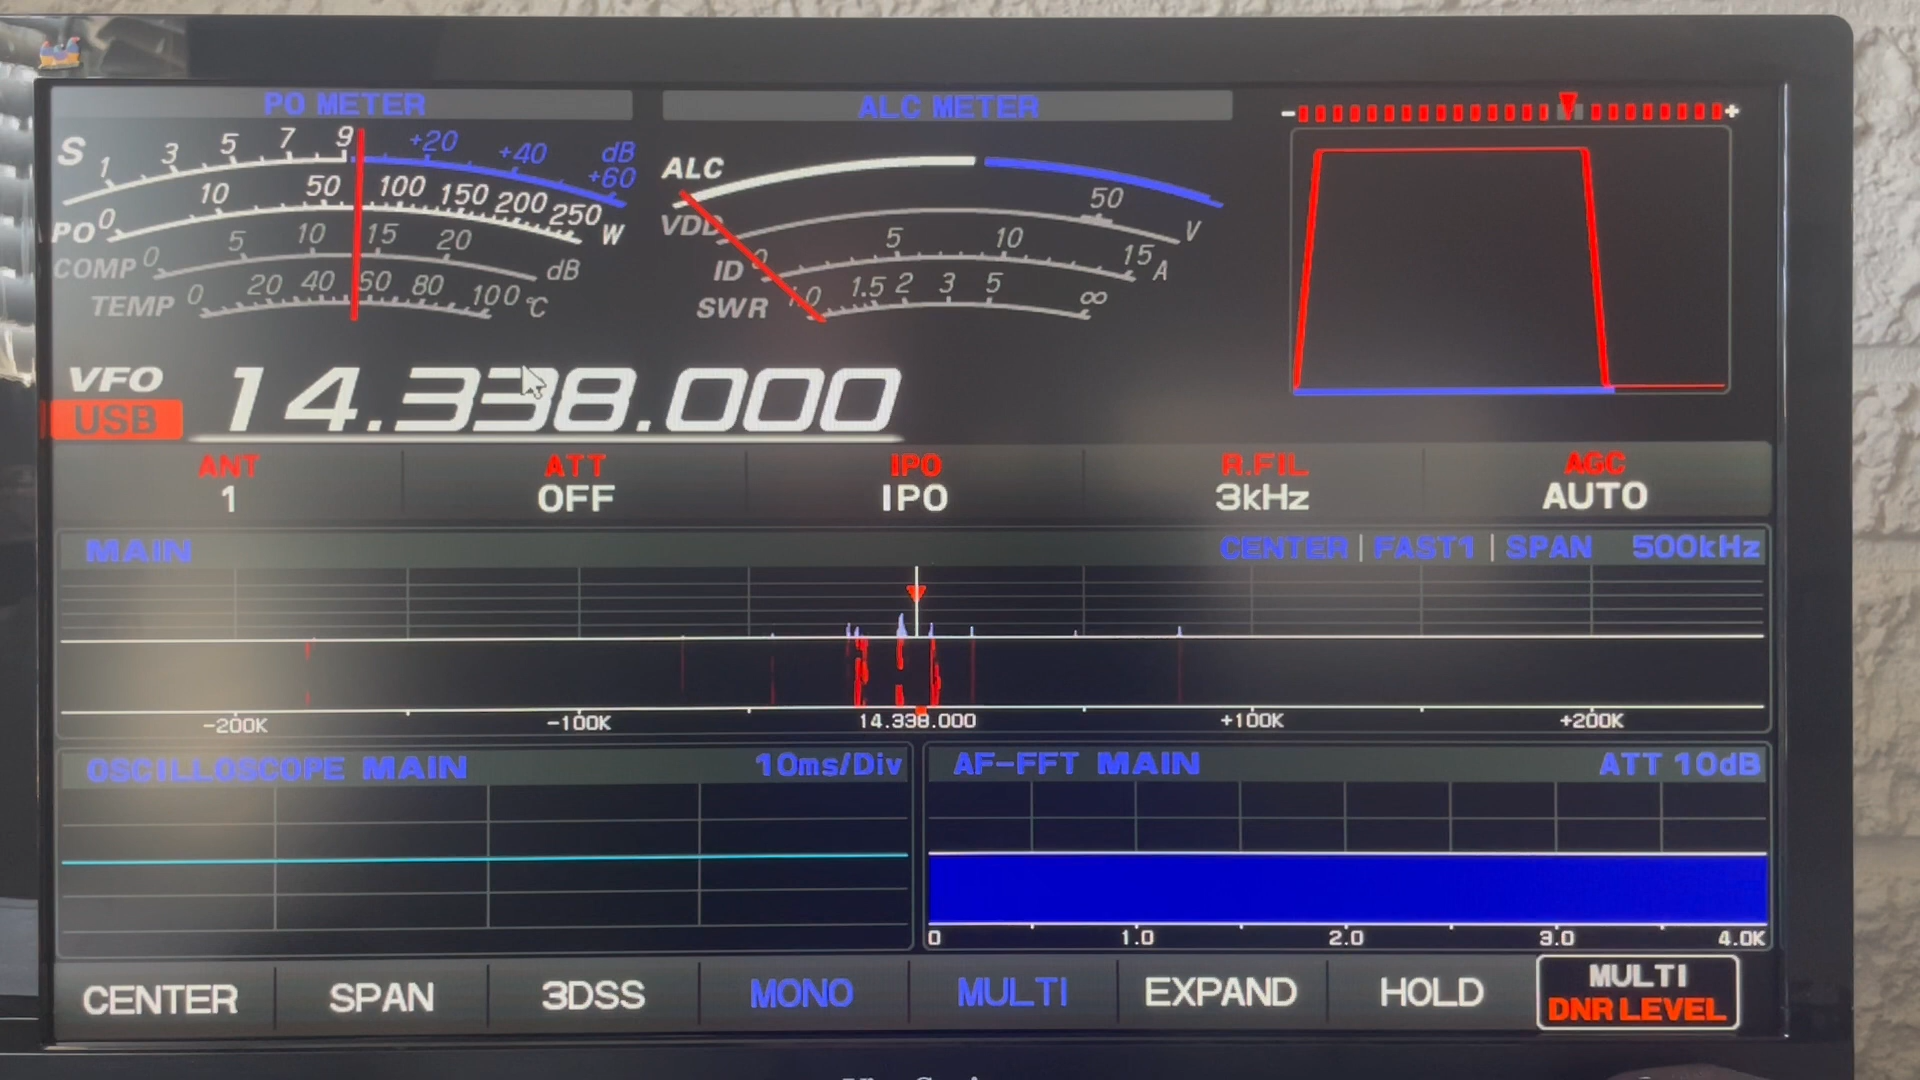 PO METER
S 1 3 5 7 9 +20 +40 +60 dB
PO 0 10 50 100 150 200 250 W
COMP 0 5 10 15 20 dB
TEMP 0 20 40 60 80 100 °C
ALC METER
ALC
VDD 50 V
ID 0 5 10 15 A
SWR 1.0 1.5 2 3 5 ∞
- +
VFO
USB
14.338.000
ANT
1
ATT
OFF
IPO
IPO
R.FIL
3kHz
AGC
AUTO
MAIN CENTER | FAST1 | SPAN 500kHz
-200K -100K 14.338.000 +100K +200K
OSCILLOSCOPE MAIN 10ms/Div
AF-FFT MAIN ATT 10dB
0 1.0 2.0 3.0 4.0K
CENTER SPAN 3DSS MONO MULTI EXPAND HOLD MULTI
DNR LEVEL